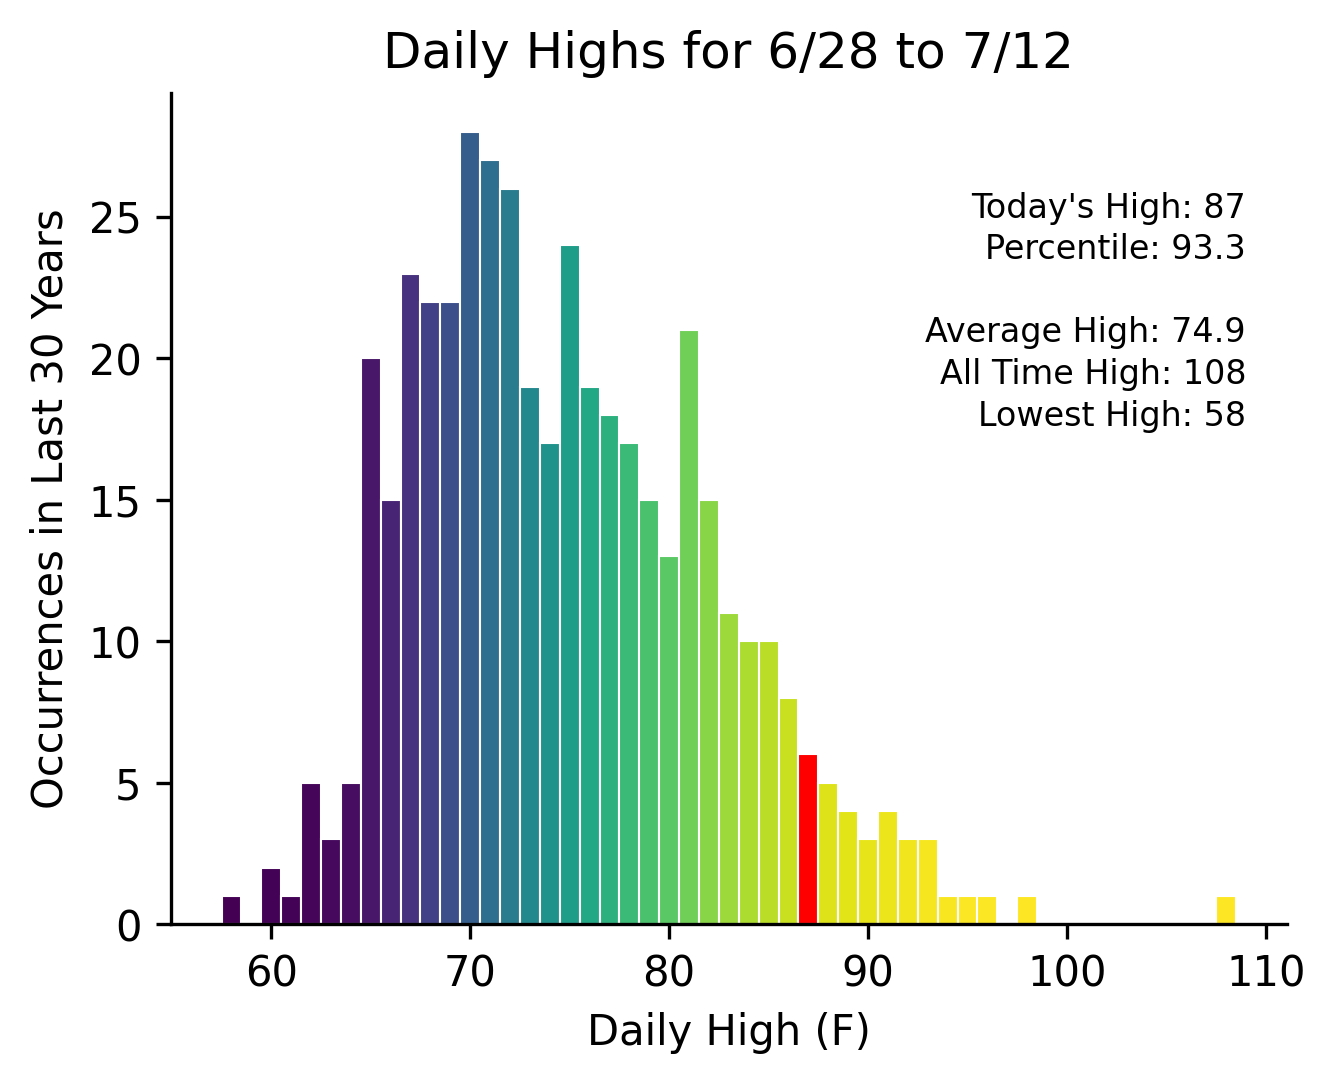 Daily Highs for 6/28 to 7/12
Today's High: 87
Percentile: 93.3
Average High: 74.9
All Time High: 108
Lowest High: 58
Occurrences in Last 30 Years
25
20
15
10
5
0
60 70 80 90 100 110
Daily High (F)